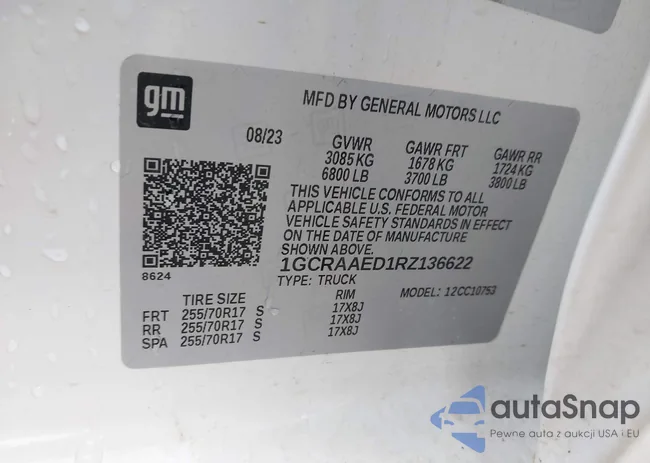 gm
MFD BY GENERAL MOTORS LLC
08/23 GVWR GAWR FRT GAWR RR
3085 KG 1678 KG 1724 KG
6800 LB 3700 LB 3800 LB
THIS VEHICLE CONFORMS TO ALL
APPLICABLE U.S. FEDERAL MOTOR
VEHICLE SAFETY STANDARDS IN EFFECT
ON THE DATE OF MANUFACTURE
SHOWN ABOVE.
8624
1GCRAAED1RZ136622
TYPE: TRUCK MODEL: 12CC10753
TIRE SIZE RIM
FRT 255/70R17 S 17X8J
RR 255/70R17 S 17X8J
SPA 255/70R17 S 17X8J
autaSnap
Pewne auta z aukcji USA i EU